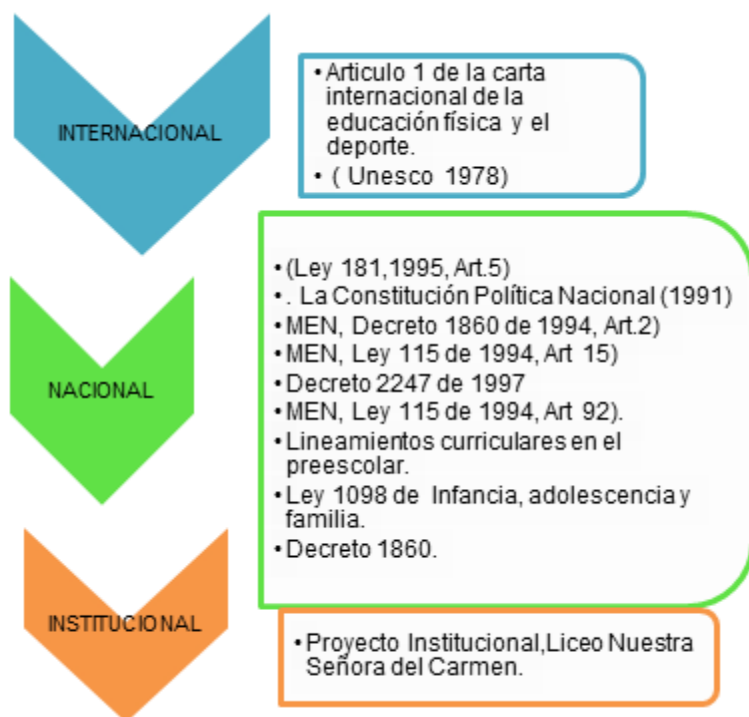 INTERNACIONAL
• Articulo 1 de la carta
internacional de la
educación física y el
deporte.
• ( Unesco 1978)
NACIONAL
• (Ley 181,1995, Art.5)
• . La Constitución Política Nacional (1991)
• MEN, Decreto 1860 de 1994, Art.2)
• MEN, Ley 115 de 1994, Art 15)
• Decreto 2247 de 1997
• MEN, Ley 115 de 1994, Art 92).
• Lineamientos curriculares en el
preescolar.
• Ley 1098 de Infancia, adolescencia y
familia.
• Decreto 1860.
INSTITUCIONAL
• Proyecto Institucional,Liceo Nuestra
Señora del Carmen.